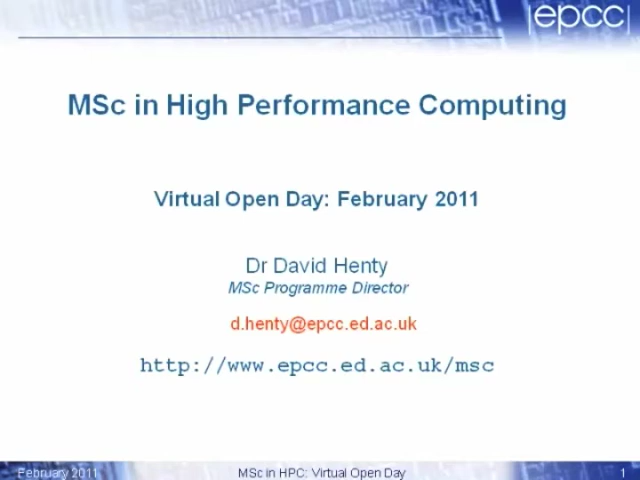 |epcc|
MSc in High Performance Computing
Virtual Open Day: February 2011
Dr David Henty
MSc Programme Director
d.henty@epcc.ed.ac.uk
http://www.epcc.ed.ac.uk/msc
February 2011 MSc in HPC: Virtual Open Day 1